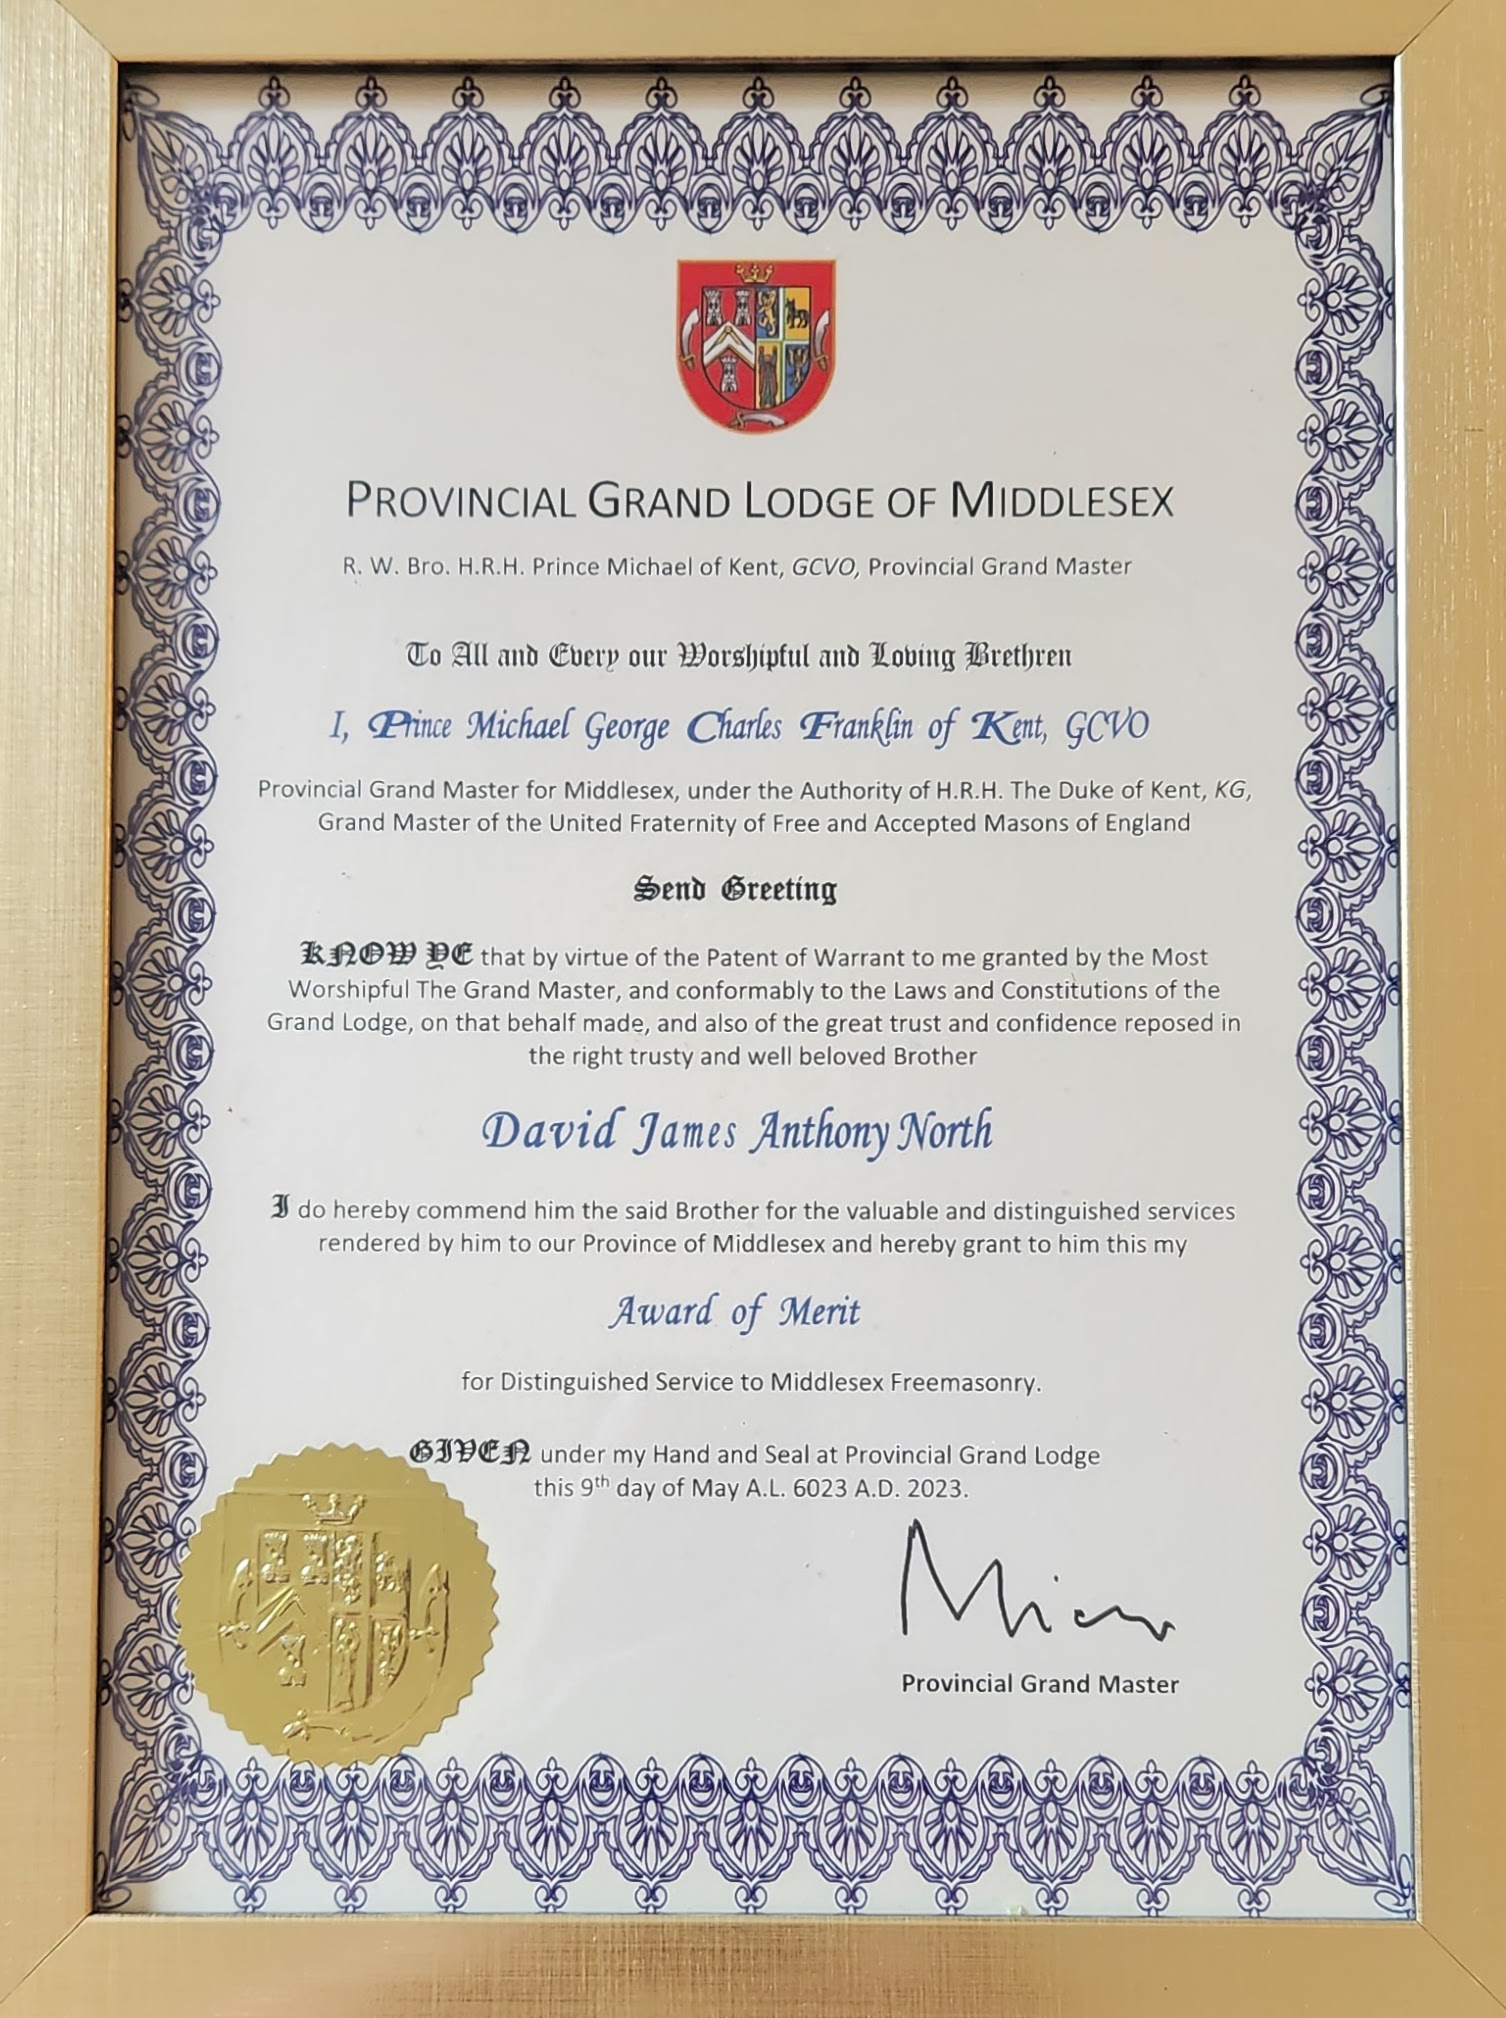 PROVINCIAL GRAND LODGE OF MIDDLESEX
R. W. Bro. H.R.H. Prince Michael of Kent, GCVO, Provincial Grand Master
To All and Every our Worshipful and Loving Brethren
I, Prince Michael George Charles Franklin of Kent, GCVO
Provincial Grand Master for Middlesex, under the Authority of H.R.H. The Duke of Kent, KG,
Grand Master of the United Fraternity of Free and Accepted Masons of England
Send Greeting
KNOW YE that by virtue of the Patent of Warrant to me granted by the Most
Worshipful The Grand Master, and conformably to the Laws and Constitutions of the
Grand Lodge, on that behalf made, and also of the great trust and confidence reposed in
the right trusty and well beloved Brother
David James Anthony North
I do hereby commend him the said Brother for the valuable and distinguished services
rendered by him to our Province of Middlesex and hereby grant to him this my
Award of Merit
for Distinguished Service to Middlesex Freemasonry.
GIVEN under my Hand and Seal at Provincial Grand Lodge
this 9th day of May A.L. 6023 A.D. 2023.
Provincial Grand Master